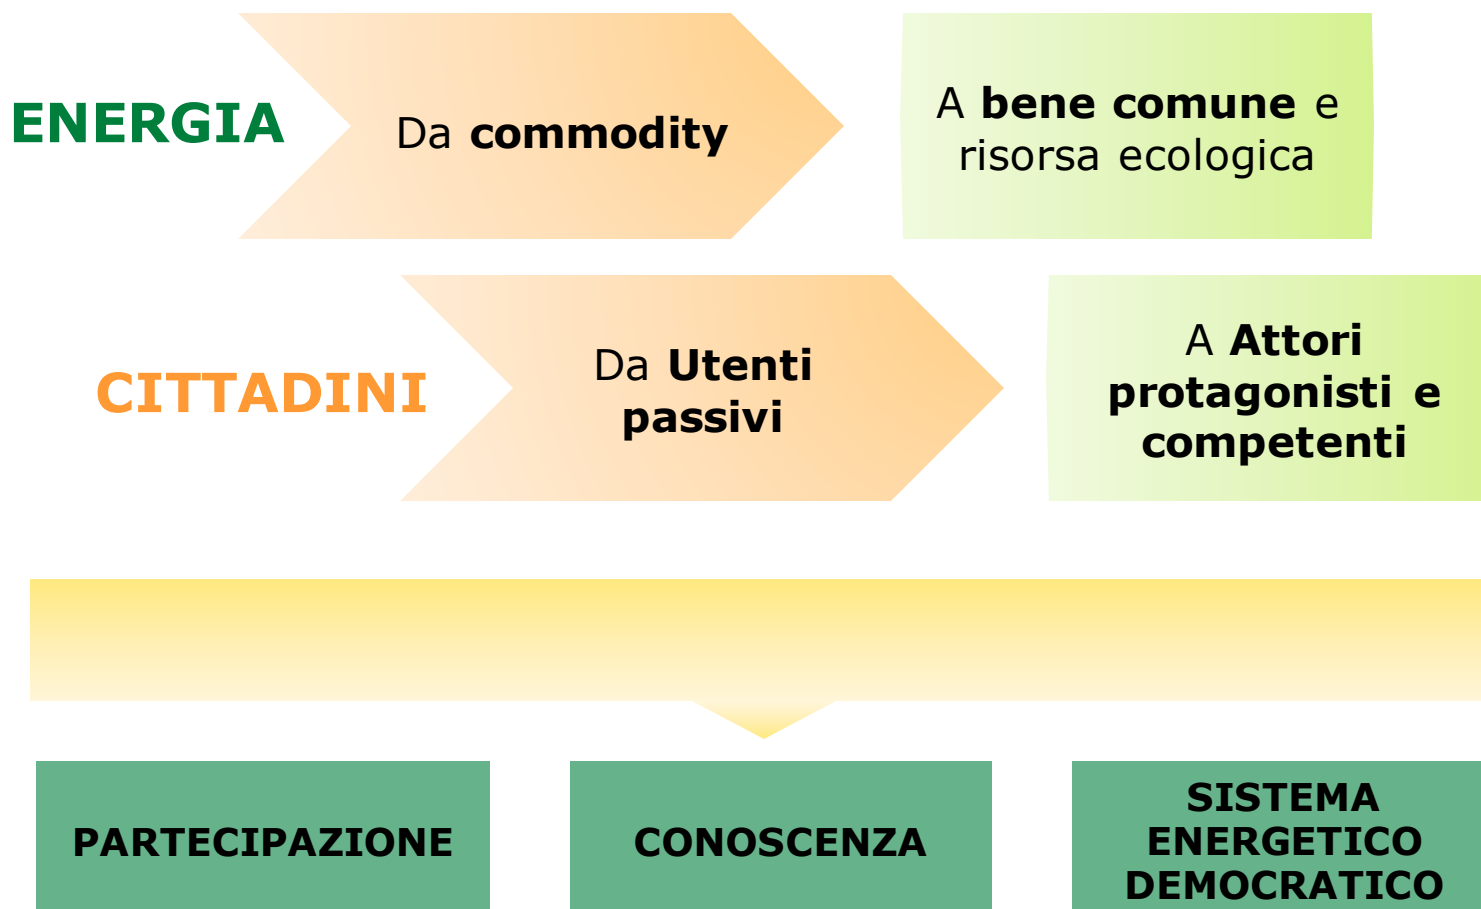 ENERGIA
Da commodity
A bene comune e
risorsa ecologica
CITTADINI
Da Utenti
passivi
A Attori
protagonisti e
competenti
PARTECIPAZIONE
CONOSCENZA
SISTEMA
ENERGETICO
DEMOCRATICO